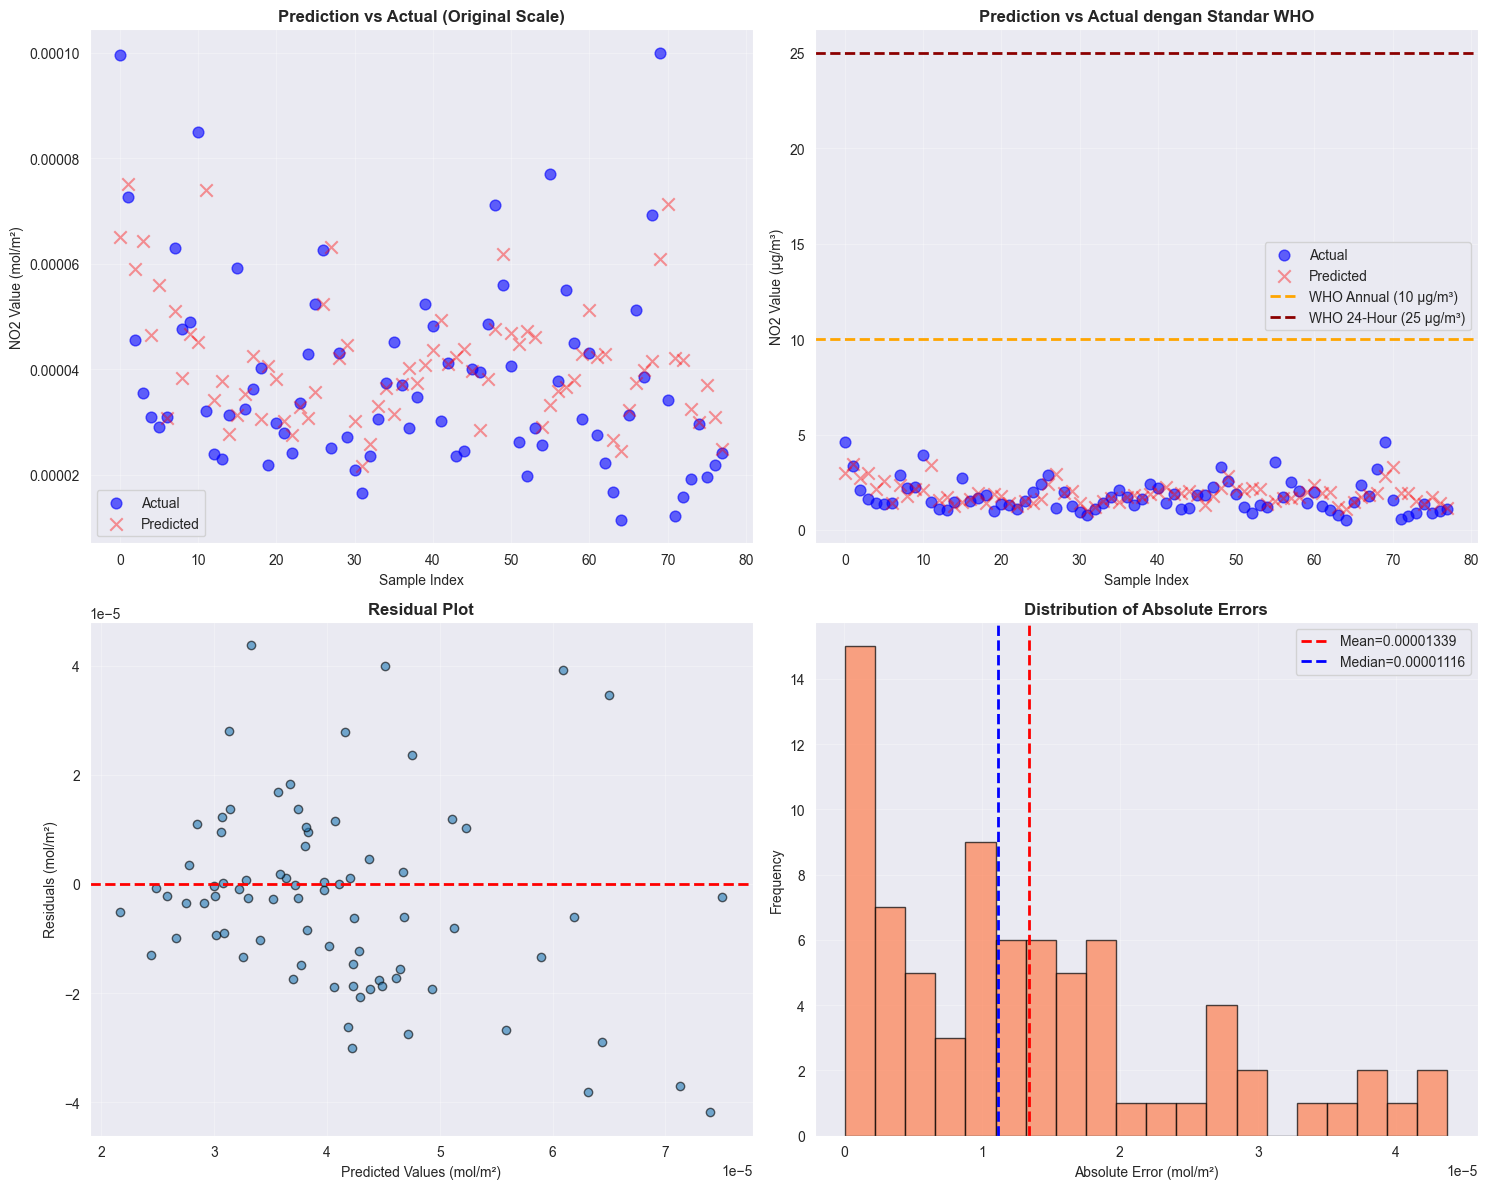 Prediction vs Actual (Original Scale)
NO2 Value (mol/m²)
0.00010
0.00008
0.00006
0.00004
0.00002
Actual
Predicted
0 10 20 30 40 50 60 70 80
Sample Index
Prediction vs Actual dengan Standar WHO
NO2 Value (µg/m³)
25
20
15
10
5
0
Actual
Predicted
WHO Annual (10 µg/m³)
WHO 24-Hour (25 µg/m³)
0 10 20 30 40 50 60 70 80
Sample Index
Residual Plot
1e−5
Residuals (mol/m²)
4
2
0
−2
−4
2 3 4 5 6 7
1e−5
Predicted Values (mol/m²)
Distribution of Absolute Errors
Frequency
14
12
10
8
6
4
2
0
Mean=0.00001339
Median=0.00001116
0 1 2 3 4
1e−5
Absolute Error (mol/m²)